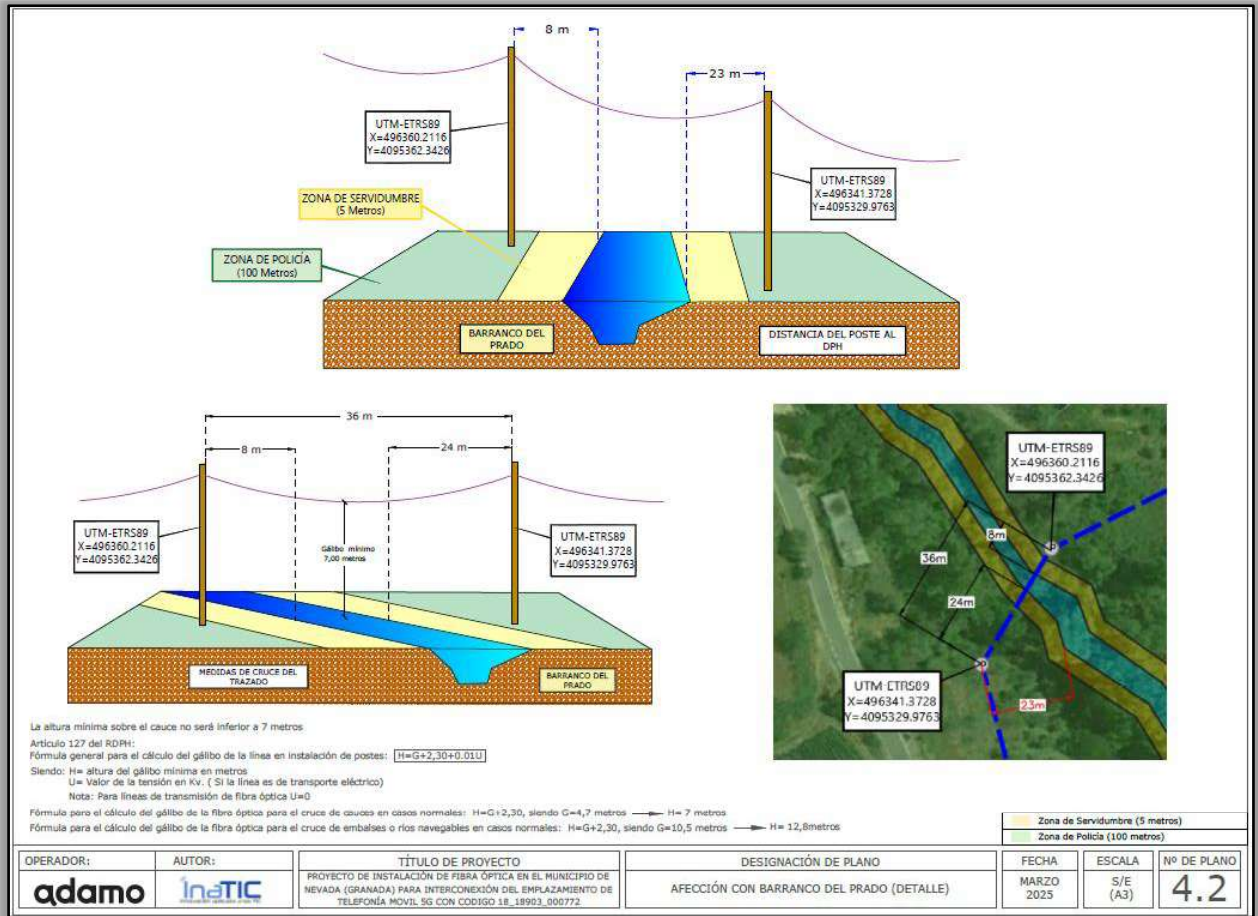 8 m
23 m
UTM-ETRS89
X=496360.2116
Y=4095362.3426
UTM-ETRS89
X=496341.3728
Y=4095329.9763
ZONA DE SERVIDUMBRE
(5 Metros)
ZONA DE POLICÍA
(100 Metros)
BARRANCO DEL
PRADO
DISTANCIA DEL POSTE AL
DPH
36 m
8 m
24 m
UTM-ETRS89
X=496360.2116
Y=4095362.3426
Gálibo mínimo
7,00 metros
UTM-ETRS89
X=496341.3728
Y=4095329.9763
MEDIDAS DE CRUCE DEL
TRAZADO
BARRANCO DEL
PRADO
UTM-ETRS89
X=496360.2116
Y=4095362.3426
8m
36m
24m
UTM-ETRS89
X=496341.3728
Y=4095329.9763
23m
La altura mínima sobre el cauce no será inferior a 7 metros
Artículo 127 del RDPH:
Fórmula general para el cálculo del gálibo de la línea en instalación de postes: H=G+2,30+0.01U
Siendo: H= altura del gálibo mínima en metros
U= Valor de la tensión en Kv. ( Si la línea es de transporte eléctrico)
Nota: Para líneas de transmisión de fibra óptica U=0
Fórmula para el cálculo del gálibo de la fibra óptica para el cruce de cauces en casos normales: H=G+2,30, siendo G=4,7 metros → H= 7 metros
Fórmula para el cálculo del gálibo de la fibra óptica para el cruce de embalses o rios navegables en casos normales: H=G+2,30, siendo G=10,5 metros → H= 12,8metros
Zona de Servidumbre (5 metros)
Zona de Policía (100 metros)
OPERADOR:
adamo
AUTOR:
inaTIC
TÍTULO DE PROYECTO
PROYECTO DE INSTALACIÓN DE FIBRA ÓPTICA EN EL MUNICIPIO DE
NEVADA (GRANADA) PARA INTERCONEXIÓN DEL EMPLAZAMIENTO DE
TELEFONÍA MOVIL 5G CON CODIGO 18_18903_000772
DESIGNACIÓN DE PLANO
AFECCIÓN CON BARRANCO DEL PRADO (DETALLE)
FECHA
MARZO
2025
ESCALA
S/E
(A3)
Nº DE PLANO
4.2